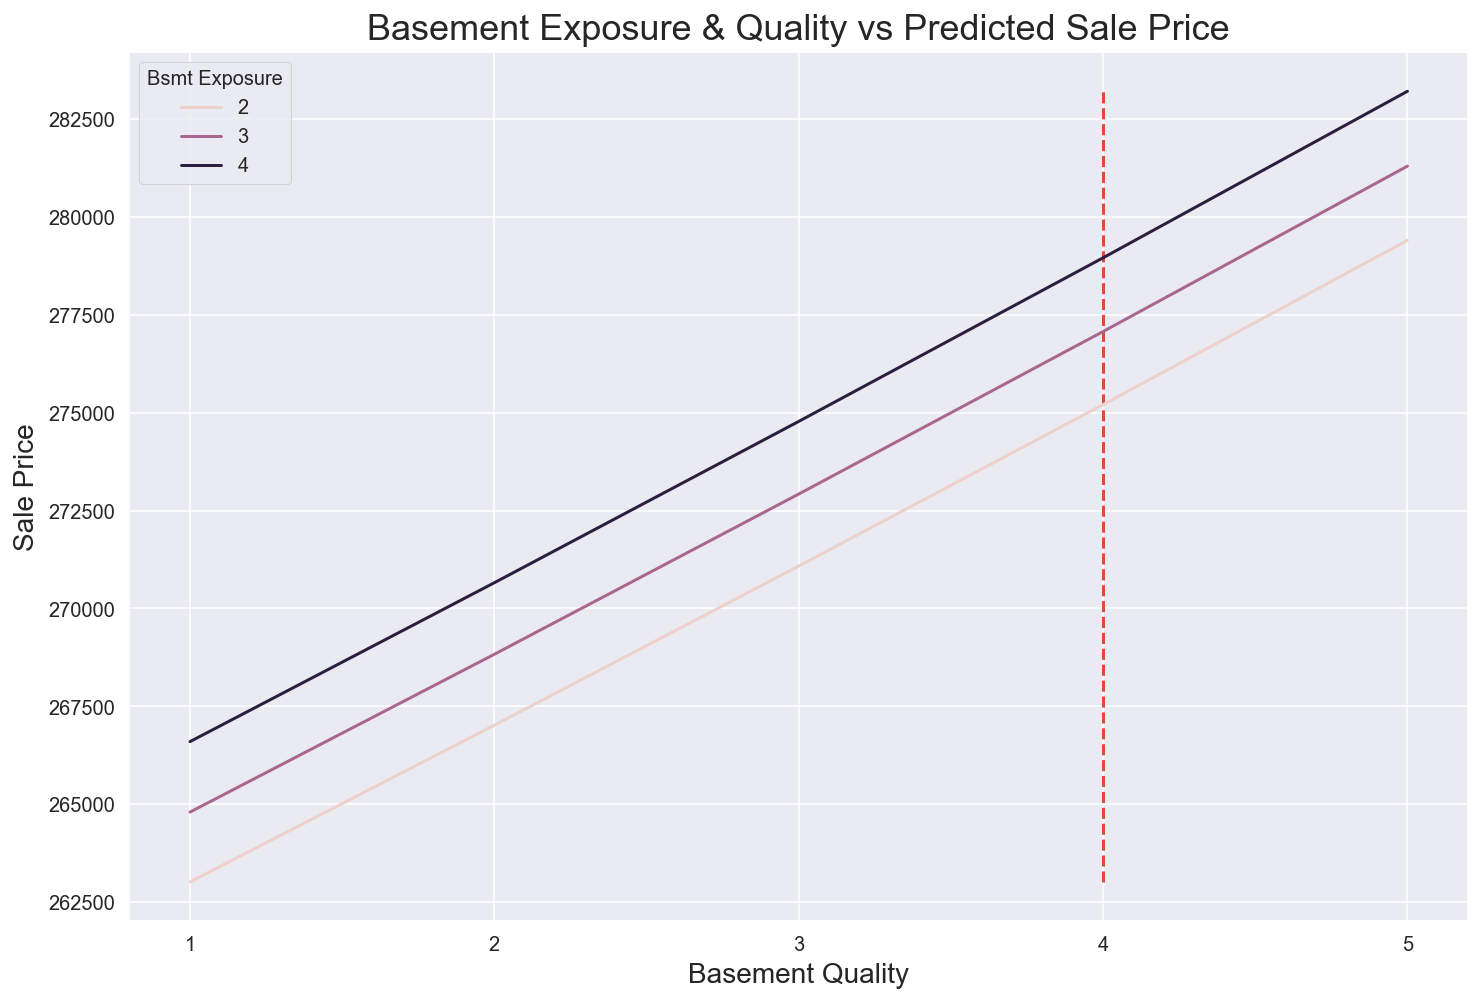 Basement Exposure & Quality vs Predicted Sale Price
Bsmt Exposure
2
3
4
282500
280000
277500
275000
272500
270000
267500
265000
262500
Sale Price
1 2 3 4 5
Basement Quality